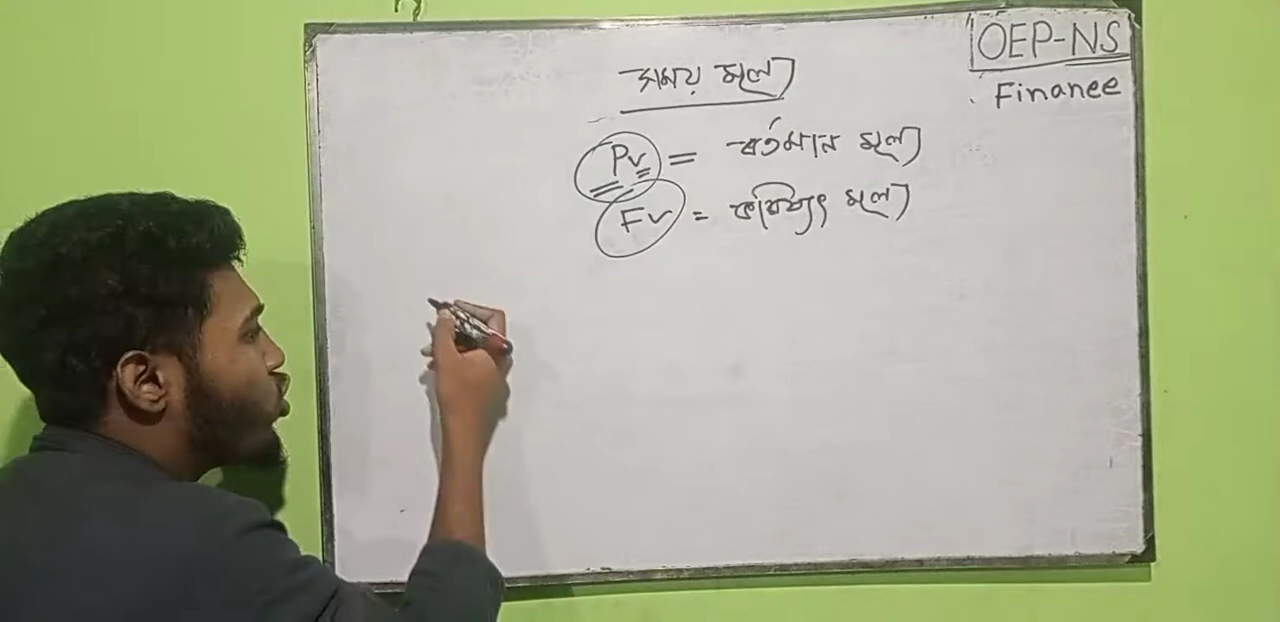 OEP-NS
Finanee
সময় মূল্য
Pv = বর্তমান মূল্য
Fv = ভবিষ্যৎ মূল্য